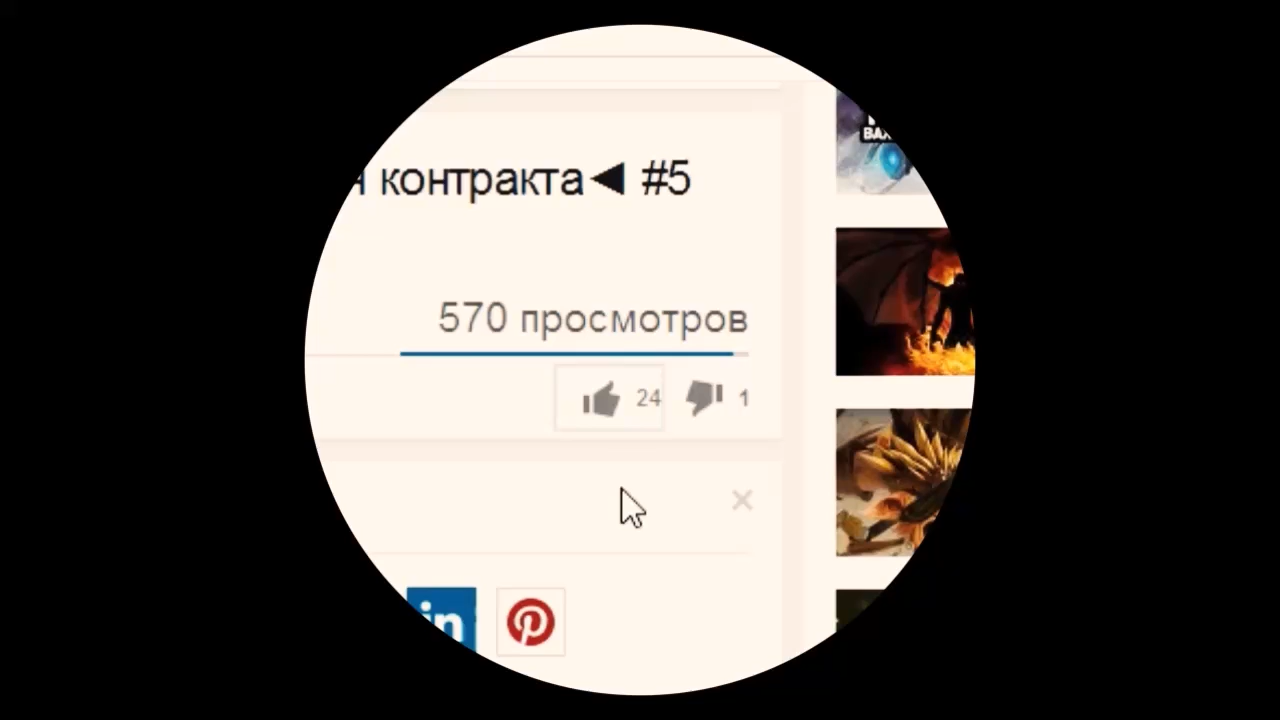 контракта◄ #5
570 просмотров
24 1
in